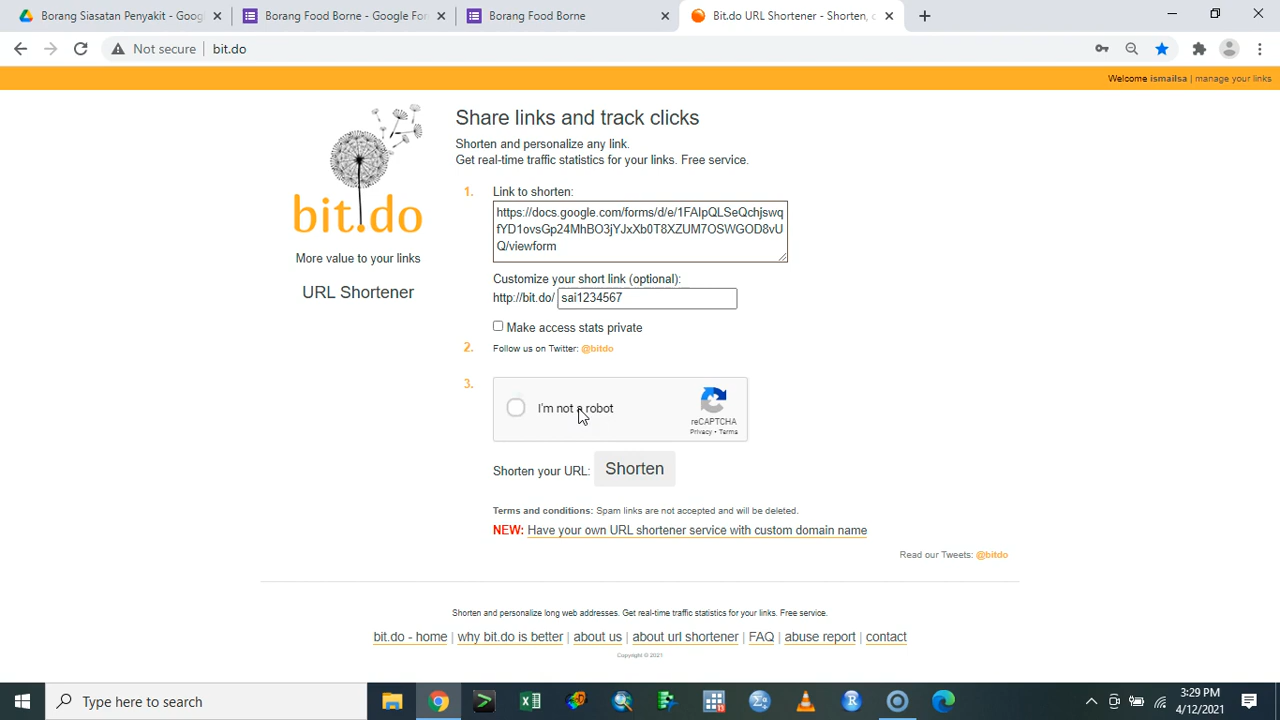 Borang Siasatan Penyakit - Goog
Borang Food Borne - Google For
Borang Food Borne
Bit.do URL Shortener - Shorten, c
Not secure
bit.do
Welcome ismailsa | manage your links
bit.do
More value to your links
URL Shortener
Share links and track clicks
Shorten and personalize any link.
Get real-time traffic statistics for your links. Free service.
1. Link to shorten:
https://docs.google.com/forms/d/e/1FAIpQLSeQchjswq
fYD1ovsGp24MhBO3jYJxXb0T8XZUM7OSWGOD8vU
Q/viewform
Customize your short link (optional):
http://bit.do/ sai1234567
Make access stats private
2. Follow us on Twitter: @bitdo
3.
I'm not a robot
reCAPTCHA
Privacy • Terms
Shorten your URL: Shorten
Terms and conditions: Spam links are not accepted and will be deleted.
NEW: Have your own URL shortener service with custom domain name
Read our Tweets: @bitdo
Shorten and personalize long web addresses. Get real-time traffic statistics for your links. Free service.
bit.do - home | why bit.do is better | about us | about url shortener | FAQ | abuse report | contact
Copyright © 2021
Type here to search
3:29 PM
4/12/2021